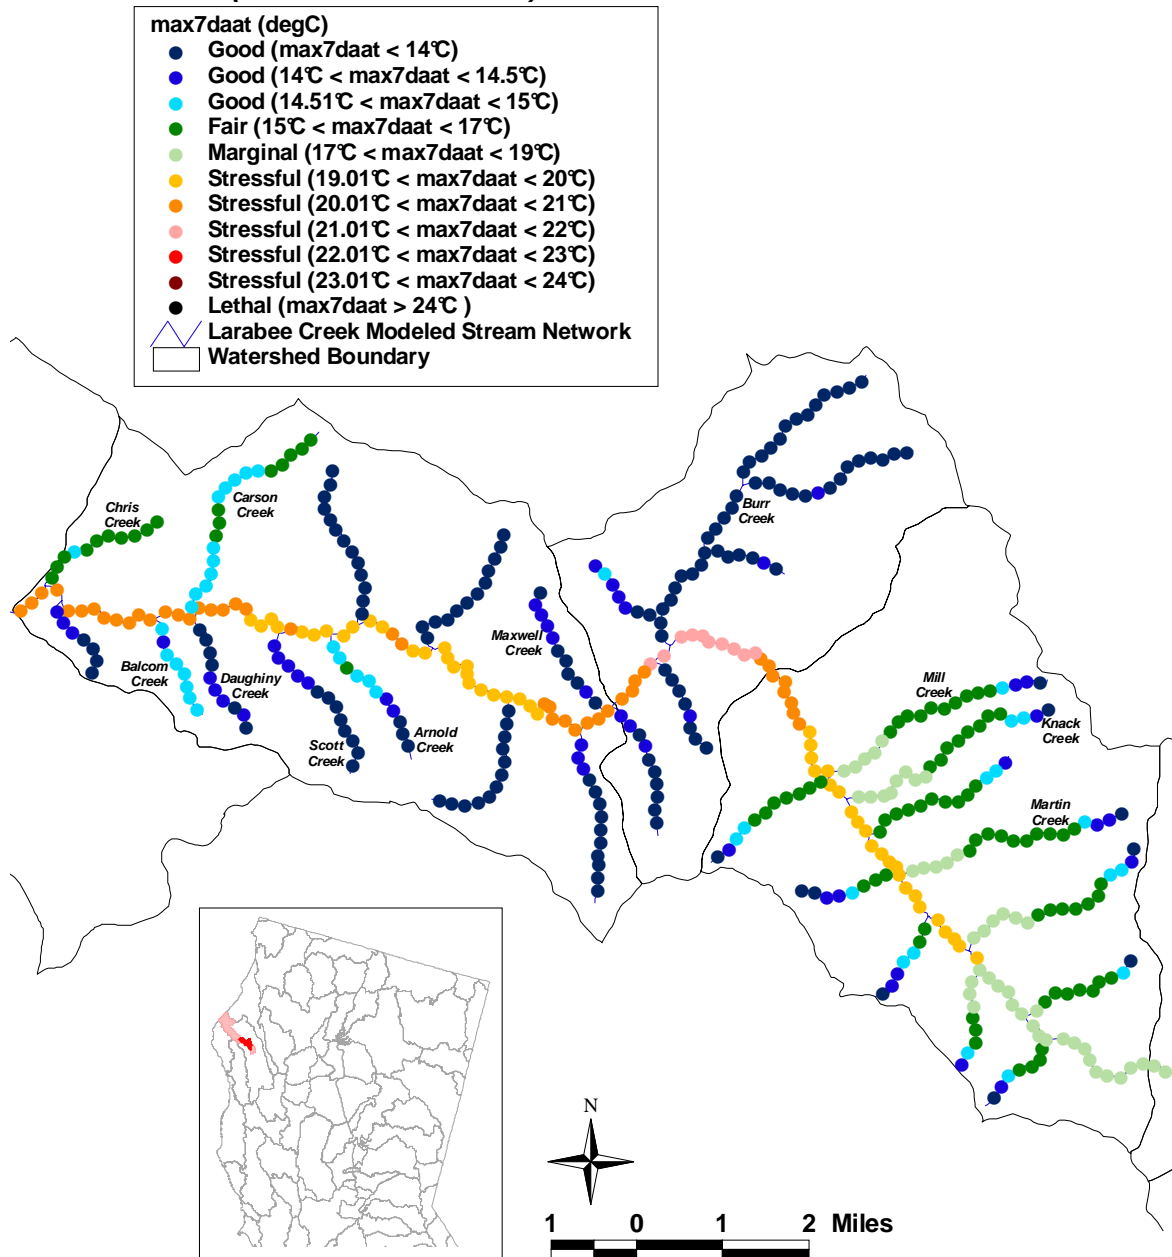 max7daat (degC)
Good (max7daat < 14°C)
Good (14°C < max7daat < 14.5°C)
Good (14.51°C < max7daat < 15°C)
Fair (15°C < max7daat < 17°C)
Marginal (17°C < max7daat < 19°C)
Stressful (19.01°C < max7daat < 20°C)
Stressful (20.01°C < max7daat < 21°C)
Stressful (21.01°C < max7daat < 22°C)
Stressful (22.01°C < max7daat < 23°C)
Stressful (23.01°C < max7daat < 24°C)
Lethal (max7daat > 24°C )
Larabee Creek Modeled Stream Network
Watershed Boundary
Carson
Creek
Chris
Creek
Burr
Creek
Maxwell
Creek
Balcom
Creek
Daughiny
Creek
Scott
Creek
Arnold
Creek
Mill
Creek
Knack
Creek
Martin
Creek
N
1 0 1 2 Miles